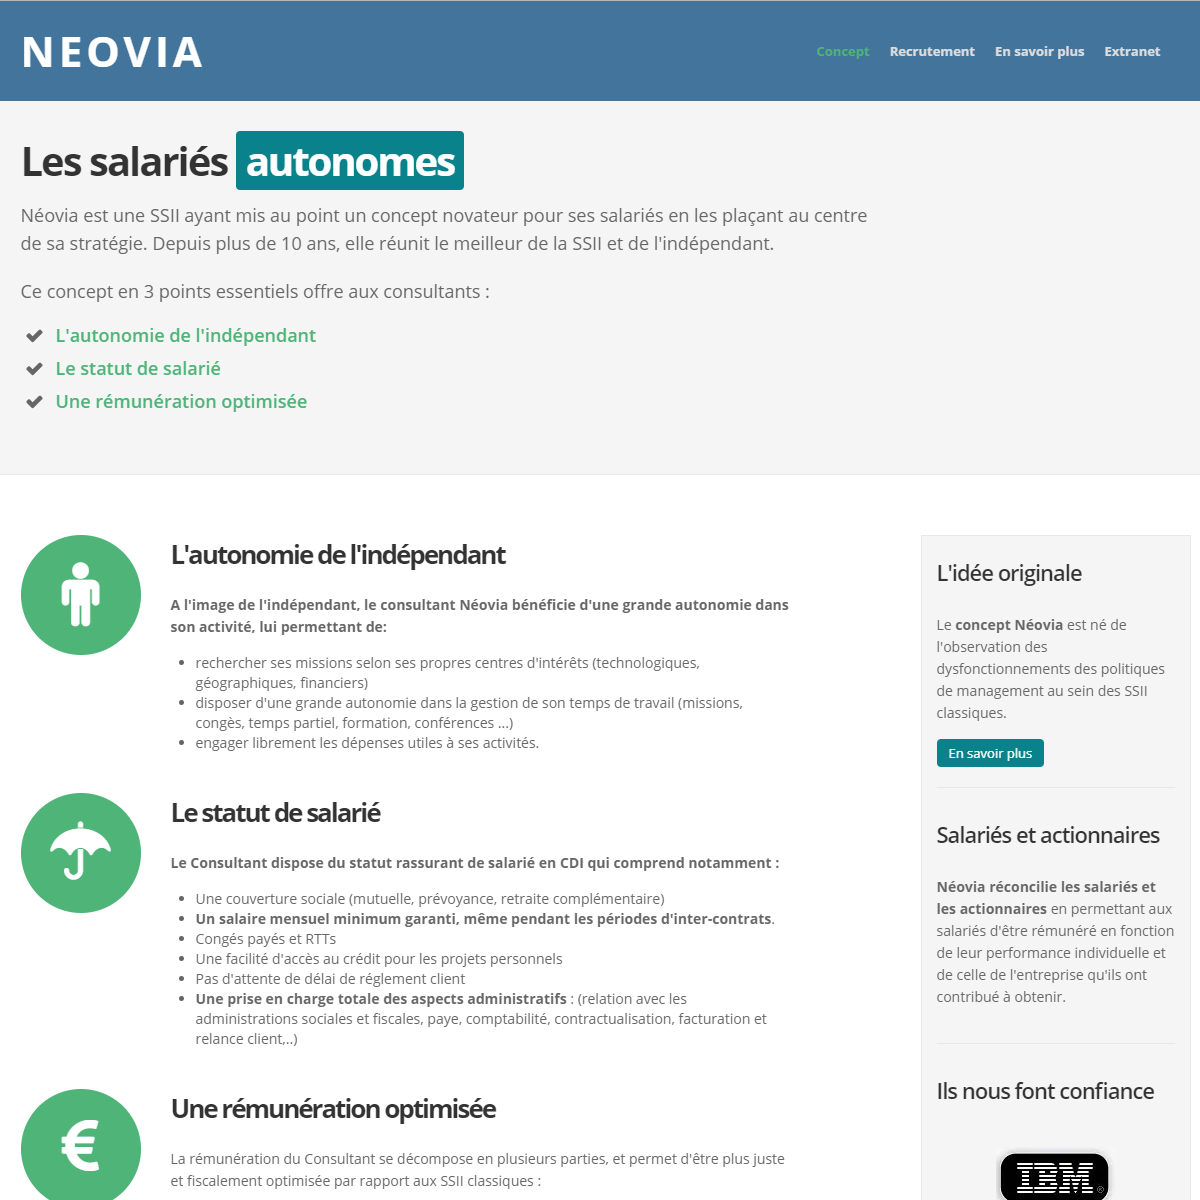 NEOVIA
Concept Recrutement En savoir plus Extranet
Les salariés autonomes
Néovia est une SSII ayant mis au point un concept novateur pour ses salariés en les plaçant au centre
de sa stratégie. Depuis plus de 10 ans, elle réunit le meilleur de la SSII et de l'indépendant.
Ce concept en 3 points essentiels offre aux consultants :
L'autonomie de l'indépendant
Le statut de salarié
Une rémunération optimisée
L'autonomie de l'indépendant
A l'image de l'indépendant, le consultant Néovia bénéficie d'une grande autonomie dans
son activité, lui permettant de:
rechercher ses missions selon ses propres centres d'intérêts (technologiques,
géographiques, financiers)
disposer d'une grande autonomie dans la gestion de son temps de travail (missions,
congès, temps partiel, formation, conférences ...)
engager librement les dépenses utiles à ses activités.
Le statut de salarié
Le Consultant dispose du statut rassurant de salarié en CDI qui comprend notamment :
Une couverture sociale (mutuelle, prévoyance, retraite complémentaire)
Un salaire mensuel minimum garanti, même pendant les périodes d'inter-contrats.
Congés payés et RTTs
Une facilité d'accès au crédit pour les projets personnels
Pas d'attente de délai de réglement client
Une prise en charge totale des aspects administratifs : (relation avec les
administrations sociales et fiscales, paye, comptabilité, contractualisation, facturation et
relance client,..)
Une rémunération optimisée
La rémunération du Consultant se décompose en plusieurs parties, et permet d'être plus juste
et fiscalement optimisée par rapport aux SSII classiques :
L'idée originale
Le concept Néovia est né de
l'observation des
dysfonctionnements des politiques
de management au sein des SSII
classiques.
En savoir plus
Salariés et actionnaires
Néovia réconcilie les salariés et
les actionnaires en permettant aux
salariés d'être rémunéré en fonction
de leur performance individuelle et
de celle de l'entreprise qu'ils ont
contribué à obtenir.
Ils nous font confiance
IBM®